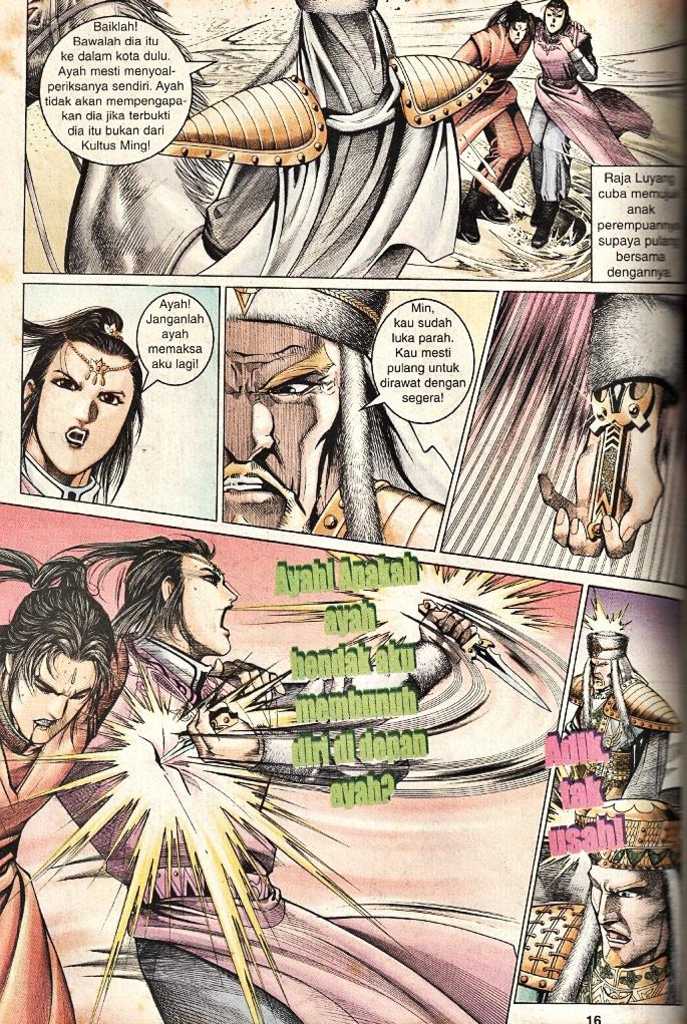 Baiklah!
Bawalah dia itu
ke dalam kota dulu.
Ayah mesti menyoal-
periksanya sendiri. Ayah
tidak akan mempengapa-
kan dia jika terbukti
dia itu bukan dari
Kultus Ming!
Raja Luyang
cuba memujuk
anak
perempuannya
supaya pulang
bersama
dengannya.
Ayah!
Janganlah
ayah
memaksa
aku lagi!
Min,
kau sudah
luka parah.
Kau mesti
pulang untuk
dirawat dengan
segera!
Ayah! Apakah
ayah
hendak aku
membunuh
diri di depan
ayah?
Adik,
tak
usah!
16